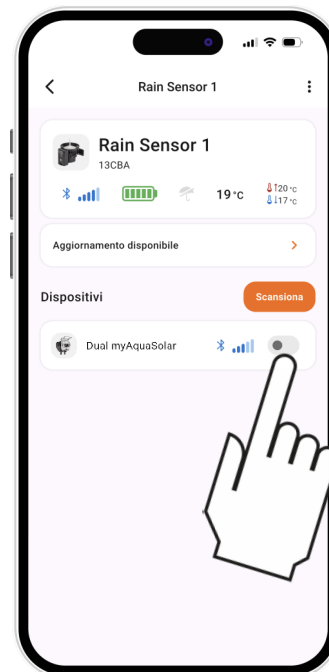 Rain Sensor 1
Rain Sensor 1
13CBA
19°C
↑20 °C
↓17 °C
Aggiornamento disponibile
Dispositivi
Scansiona
Dual myAquaSolar